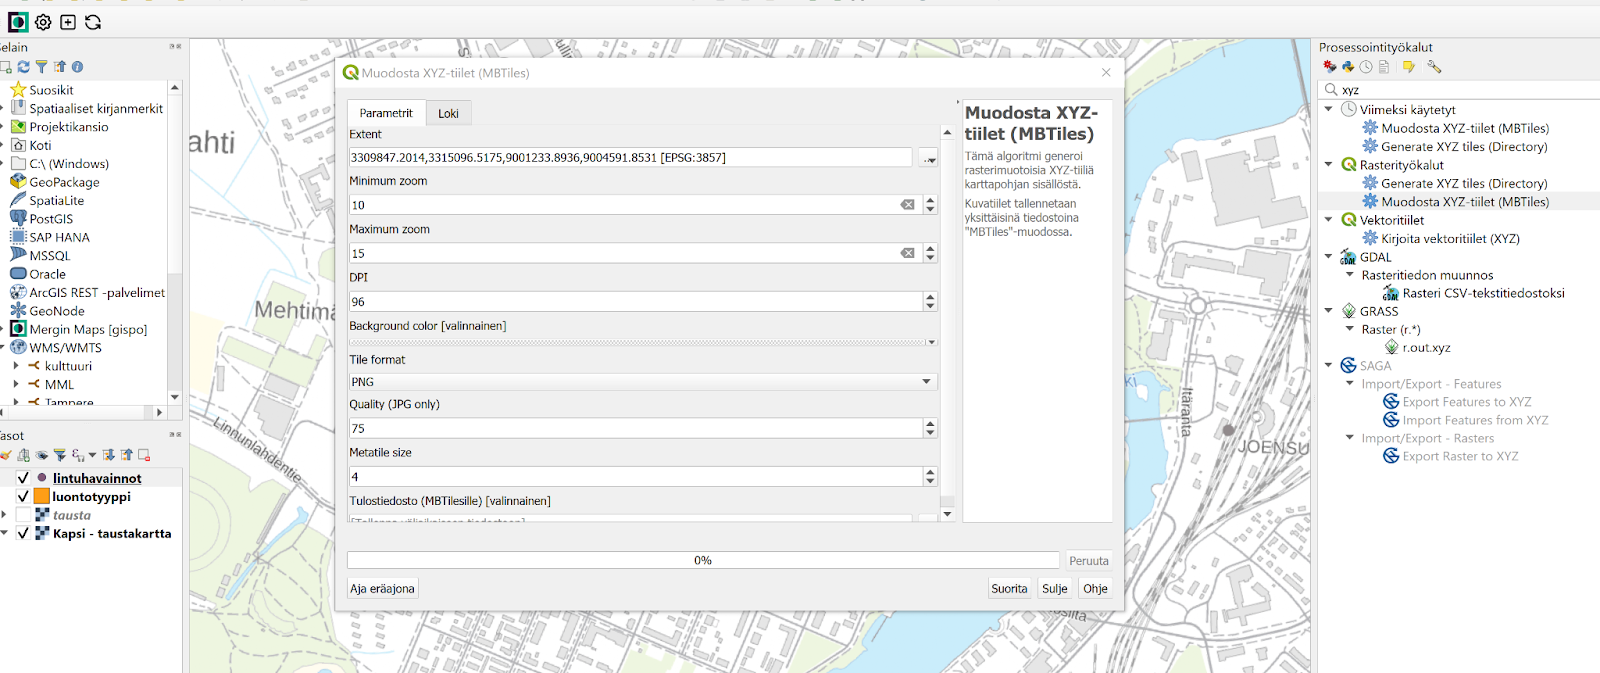 Selain
Suosikit
Spatiaaliset kirjanmerkit
Projektikansio
Koti
C:\ (Windows)
GeoPackage
SpatiaLite
PostGIS
SAP HANA
MSSQL
Oracle
ArcGIS REST -palvelimet
GeoNode
Mergin Maps [gispo]
WMS/WMTS
kulttuuri
MML
Tampere
asot
lintuhavainnot
luontotyyppi
tausta
Kapsi - taustakartta
ahti
Mehtimä
Linnunlahdentie
Muodosta XYZ-tiilet (MBTiles)
Parametrit
Loki
Extent
3309847.2014,3315096.5175,9001233.8936,9004591.8531 [EPSG:3857]
Minimum zoom
10
Maximum zoom
15
DPI
96
Background color [valinnainen]
Tile format
PNG
Quality (JPG only)
75
Metatile size
4
Tulostiedosto (MBTilesille) [valinnainen]
[Tallenna väliaikaiseen tiedostoon]
0%
Peruuta
Aja eräajona
Suorita
Sulje
Ohje
Muodosta XYZ-
tiilet (MBTiles)
Tämä algoritmi generoi
rasterimuotoisia XYZ-tiiliä
karttapohjan sisällöstä.
Kuvatiilet tallennetaan
yksittäisinä tiedostoina
"MBTiles"-muodossa.
KI
Itäranta
JOENSU
silta
Prosessointityökalut
xyz
Viimeksi käytetyt
Muodosta XYZ-tiilet (MBTiles)
Generate XYZ tiles (Directory)
Rasterityökalut
Generate XYZ tiles (Directory)
Muodosta XYZ-tiilet (MBTiles)
Vektoritiilet
Kirjoita vektoritiilet (XYZ)
GDAL
Rasteritiedon muunnos
Rasteri CSV-tekstitiedostoksi
GRASS
Raster (r.*)
r.out.xyz
SAGA
Import/Export - Features
Export Features to XYZ
Import Features from XYZ
Import/Export - Rasters
Export Raster to XYZ